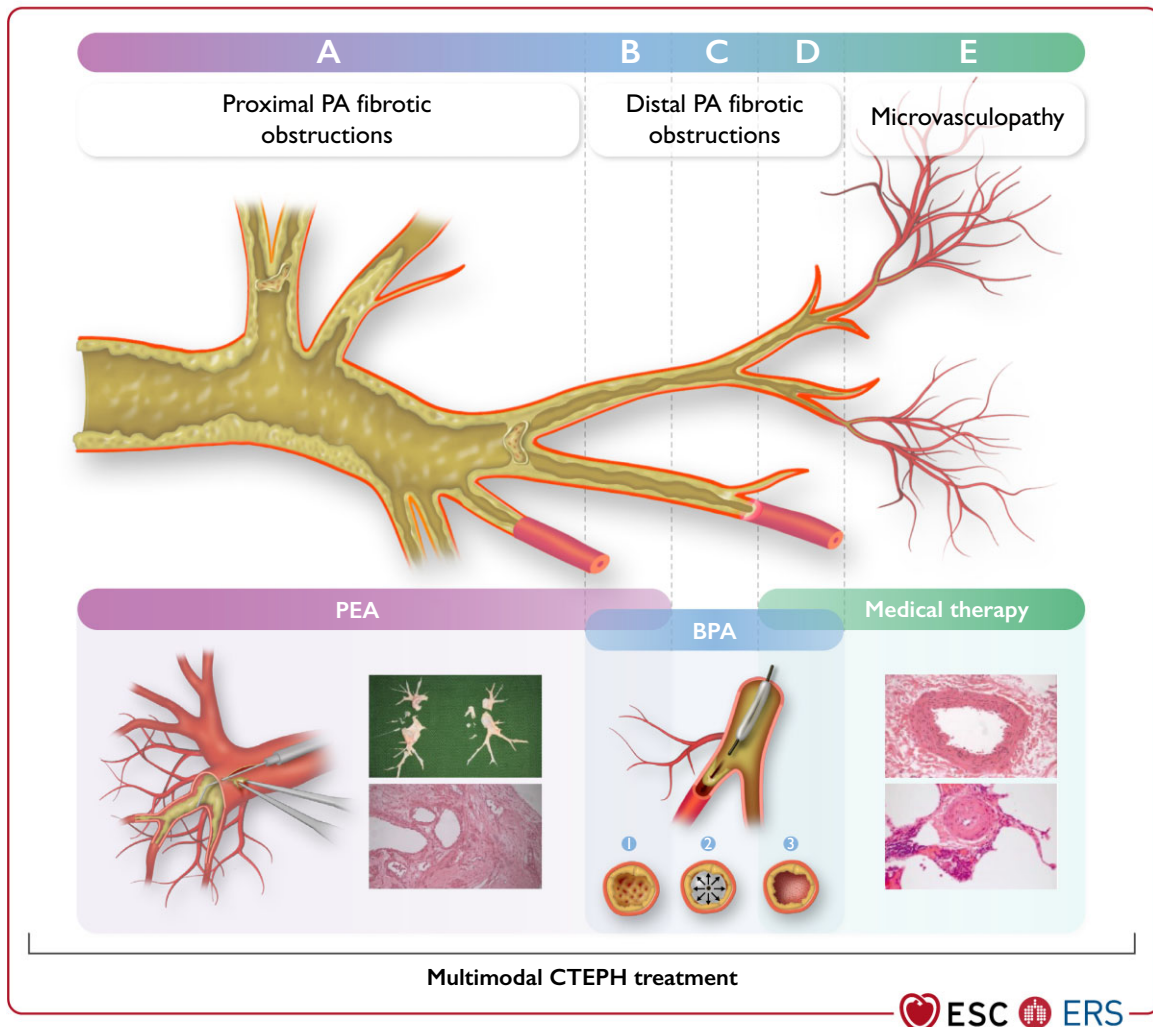 A B C D E
Proximal PA fibrotic
obstructions
Distal PA fibrotic
obstructions
Microvasculopathy
PEA
BPA
Medical therapy
1 2 3
Multimodal CTEPH treatment
ESC ERS